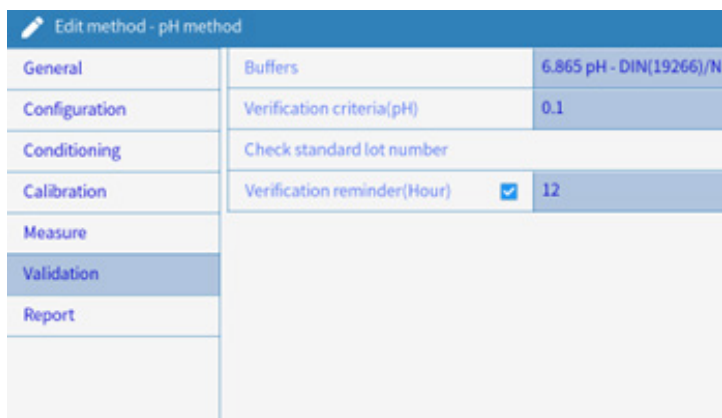 Edit method - pH method
General
Configuration
Conditioning
Calibration
Measure
Validation
Report
Buffers 6.865 pH - DIN(19266)/N
Verification criteria(pH) 0.1
Check standard lot number
Verification reminder(Hour) 12